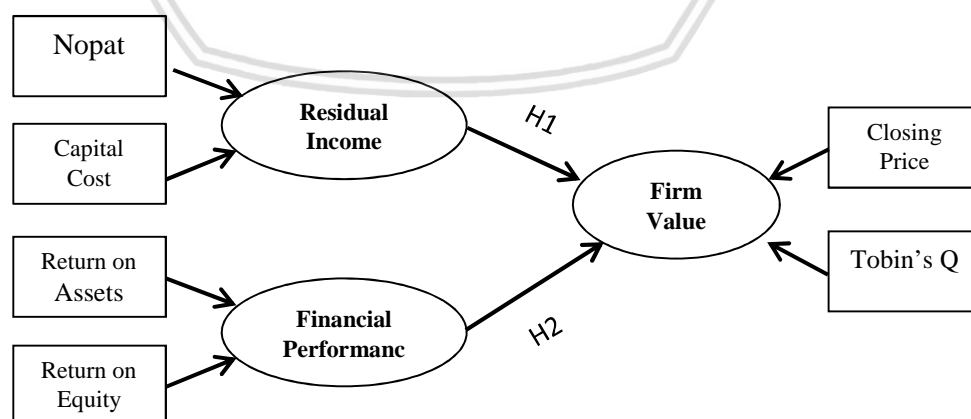 Nopat
Capital
Cost
Return on
Assets
Return on
Equity
Residual
Income
Financial
Performanc
H1
H2
Firm
Value
Closing
Price
Tobin’s Q